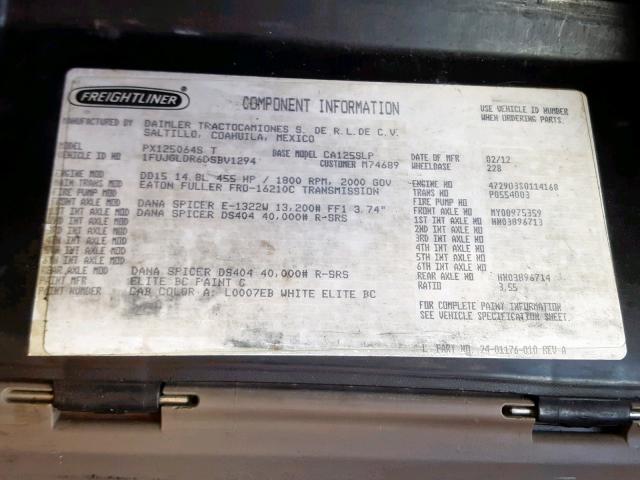 FREIGHTLINER
COMPONENT INFORMATION
USE VEHICLE ID NUMBER
WHEN ORDERING PARTS.
MANUFACTURED BY DAIMLER TRACTOCAMIONES S. DE R.L.DE C.V.
SALTILLO, COAHUILA, MEXICO
MODEL PX125064S T BASE MODEL CA125SLP MFG DATE 02/12
1FUJGLDR6DSBV1294 CUSTOMER M74689 WHEELBASE 228
ENGINE MOD DD15 14.8L 455 HP / 1800 RPM, 2000 GOV ENGINE NO 472903S0114168
MAIN TRANS MOD EATON FULLER FRO-16210C TRANSMISSION TRANS NO P0554003
FIRE PUMP MOD FIRE PUMP NO
FRONT AXLE MOD DANA SPICER E-1322W 13,200# FF1 3.74" FRONT AXLE NO MY00975359
1ST INT AXLE MOD DANA SPICER DS404 40,000# R-SRS 1ST INT AXLE NO HN03896713
2ND INT AXLE MOD 2ND INT AXLE NO
3RD INT AXLE MOD 3RD INT AXLE NO
4TH INT AXLE MOD 4TH INT AXLE NO
5TH INT AXLE MOD 5TH INT AXLE NO
6TH INT AXLE MOD 6TH INT AXLE NO
REAR AXLE MOD DANA SPICER DS404 40,000# R-SRS REAR AXLE NO HN03896714
PAINT MFR ELITE BC PAINT C RATIO 3.55
PAINT NUMBER CAB COLOR A: L0007EB WHITE ELITE BC
FOR COMPLETE PAINT INFORMATION
SEE VEHICLE SPECIFICATION SHEET.
PART NO. 24-01176-010 REV A